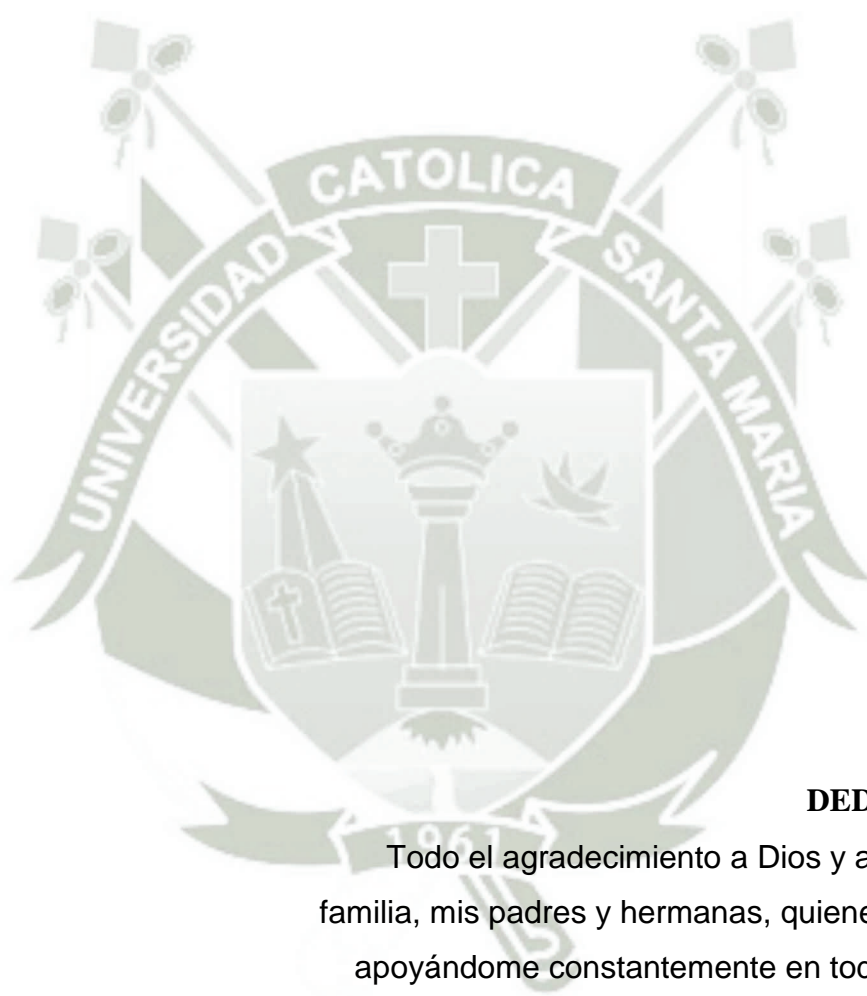 UNIVERSIDAD CATOLICA SANTA MARIA
1961
DED
Todo el agradecimiento a Dios y a
familia, mis padres y hermanas, quiene
apoyándome constantemente en tod